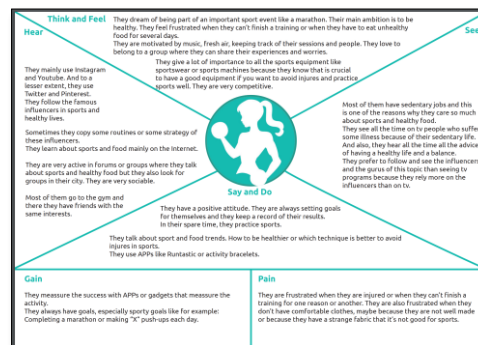 Think and Feel
They dream of being part of an important sport event like a marathon. Their main ambition is to be
healthy. They feel frustrated when they can't finish a training or when they have to eat unhealthy
food for several days.
They are motivated by music, fresh air, keeping track of their sessions and people. They love to
belong to a group where they can share their experiences and worries.
They give a lot of importance to all the sports equipment like
sportswear or sports machines because they know that is crucial
to have a good equipment if you want to avoid injures and practice
sports well. They are very competitive.
Hear
They mainly use Instagram
and Youtube. And to a
lesser extent, they use
Twitter and Pinterest.
They follow the famous
influencers in sports and
healthy lives.
Sometimes they copy some routines or some strategy of
these influencers.
They learn about sports and food mainly on the Internet.
They are very active in forums or groups where they talk
about sports and healthy food but they also look for
groups in their city. They are very sociable.
Most of them go to the gym and
there they have friends with the
same interests.
See
Most of them have sedentary jobs and this
is one of the reasons why they care so much
about sports and healthy food.
They see all the time on tv people who suffe
some illness because of their sedentary life.
And also, they hear all the time all the advice
of having a healthy life and a balance.
They prefer to follow and see the influencers
and the gurus of this topic than seeing tv
programs because they rely more on the
influencers than on tv.
Say and Do
They have a positive attitude. They are always setting goals
for themselves and they keep a record of their results.
In their spare time, they practice sports.
They talk about sport and food trends. How to be healthier or which technique is better to avoid
injures in sports.
They use APPs like Runtastic or activity bracelets.
Gain
They meassure the success with APPs or gadgets that meassure the
activity.
They always have goals, especially sporty goals like for example:
Completing a marathon or making "X" push-ups each day.
Pain
They are frustrated when they are injured or when they can't finish a
training for one reason or another. They are also frustrated when they
don't have comfortable clothes, maybe because they are not well made
or because they have a strange fabric that it's not good for sports.